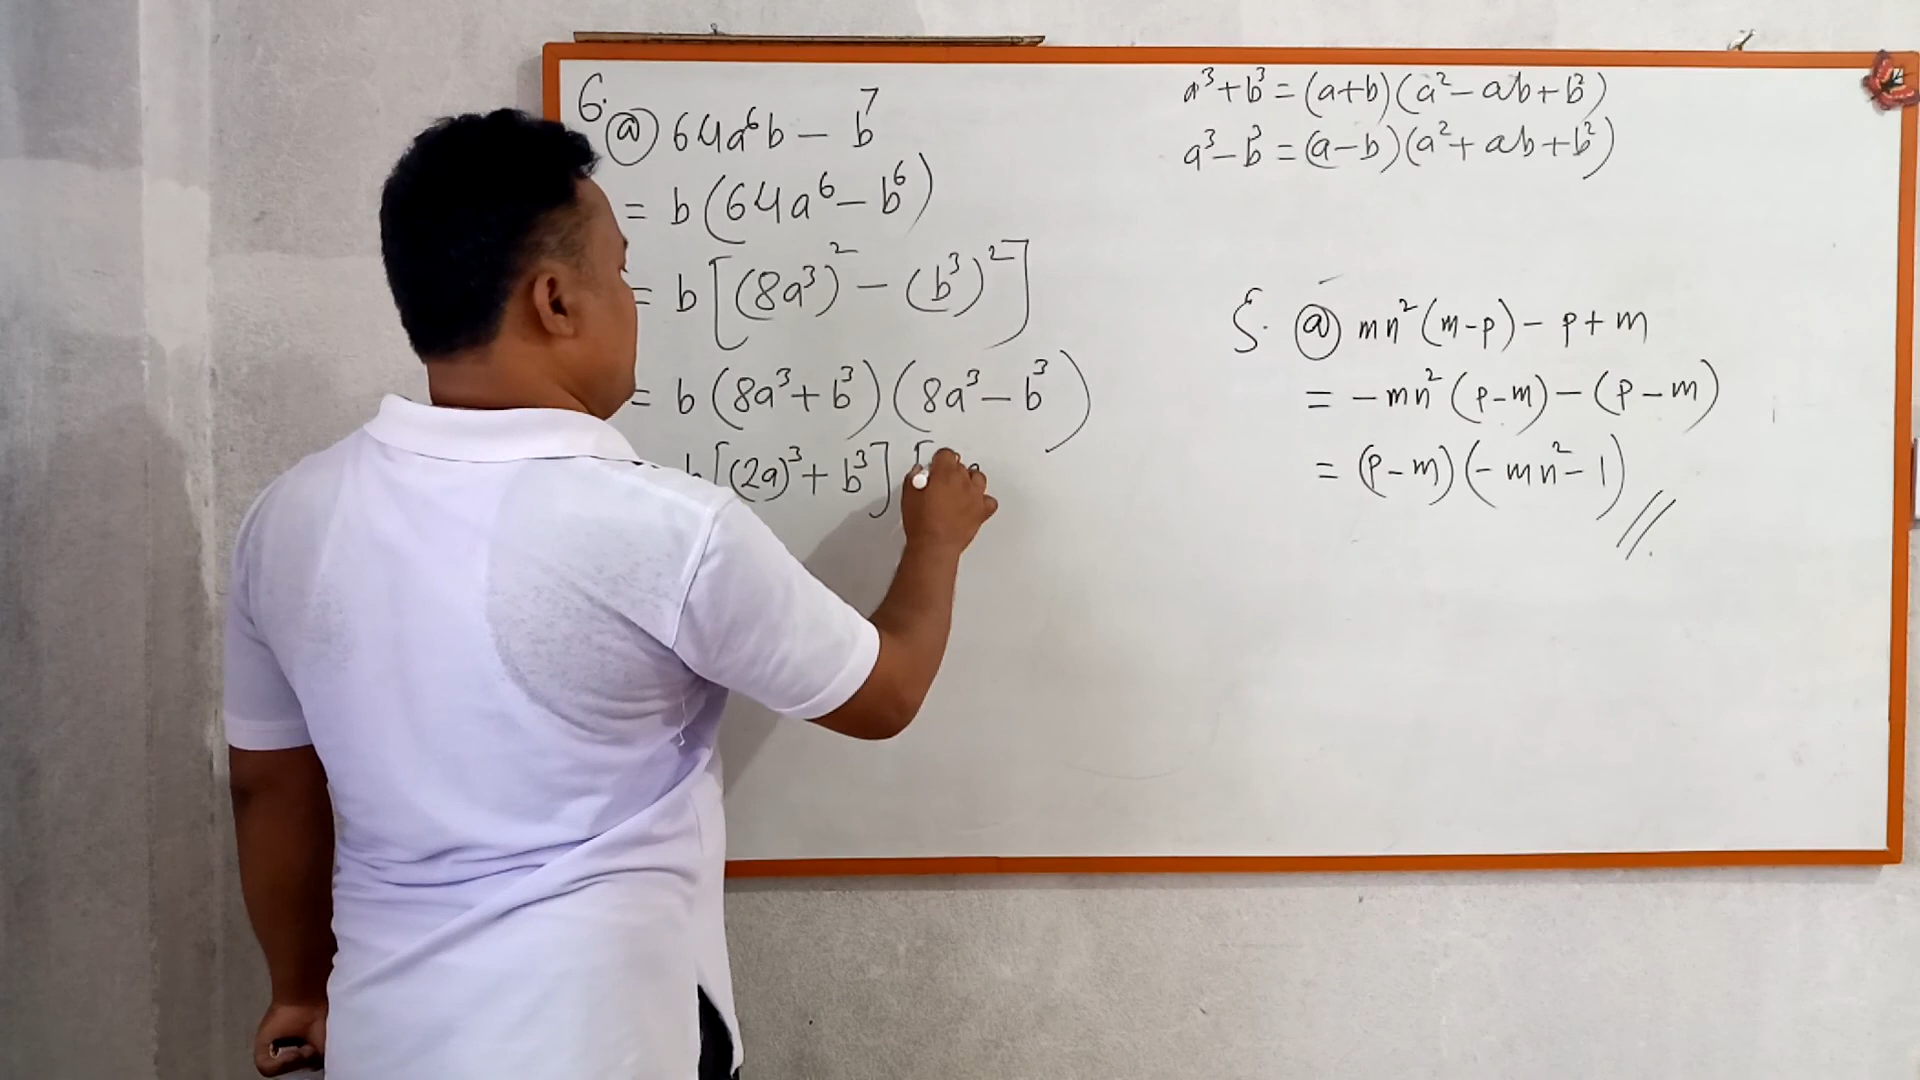 6.
ⓐ 64a⁶b - b⁷
= b(64a⁶ - b⁶)
= b[(8a³)² - (b³)²]
= b(8a³ + b³)(8a³ - b³)
b[(2a)³ + b³] [
a³ + b³ = (a+b)(a² - ab + b²)
a³ - b³ = (a-b)(a² + ab + b²)
5. ⓐ mn²(m-p) - p + m
= -mn²(p-m) - (p-m)
= (p-m)(-mn² - 1)//